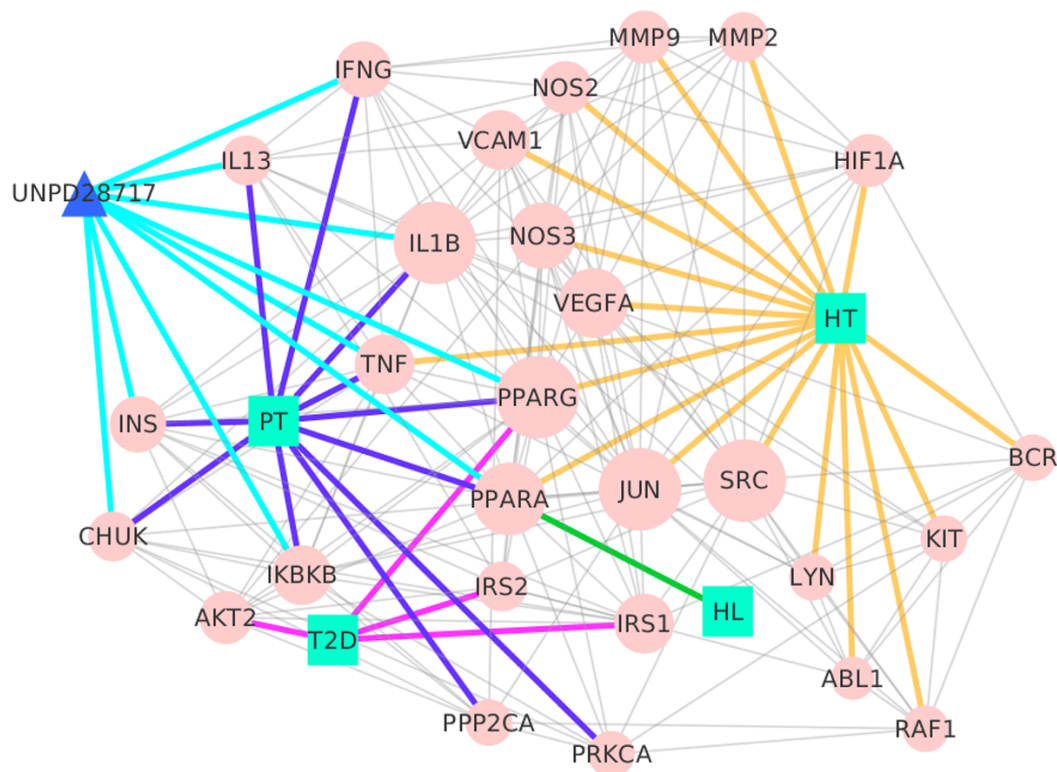 MMP9
MMP2
IFNG
NOS2
VCAM1
IL13
HIF1A
UNPD28717
IL1B
NOS3
VEGFA
HT
TNF
PPARG
INS
PT
BCR
JUN
SRC
PPARA
CHUK
KIT
IKBKB
LYN
IRS2
AKT2
HL
IRS1
T2D
ABL1
PPP2CA
RAF1
PRKCA